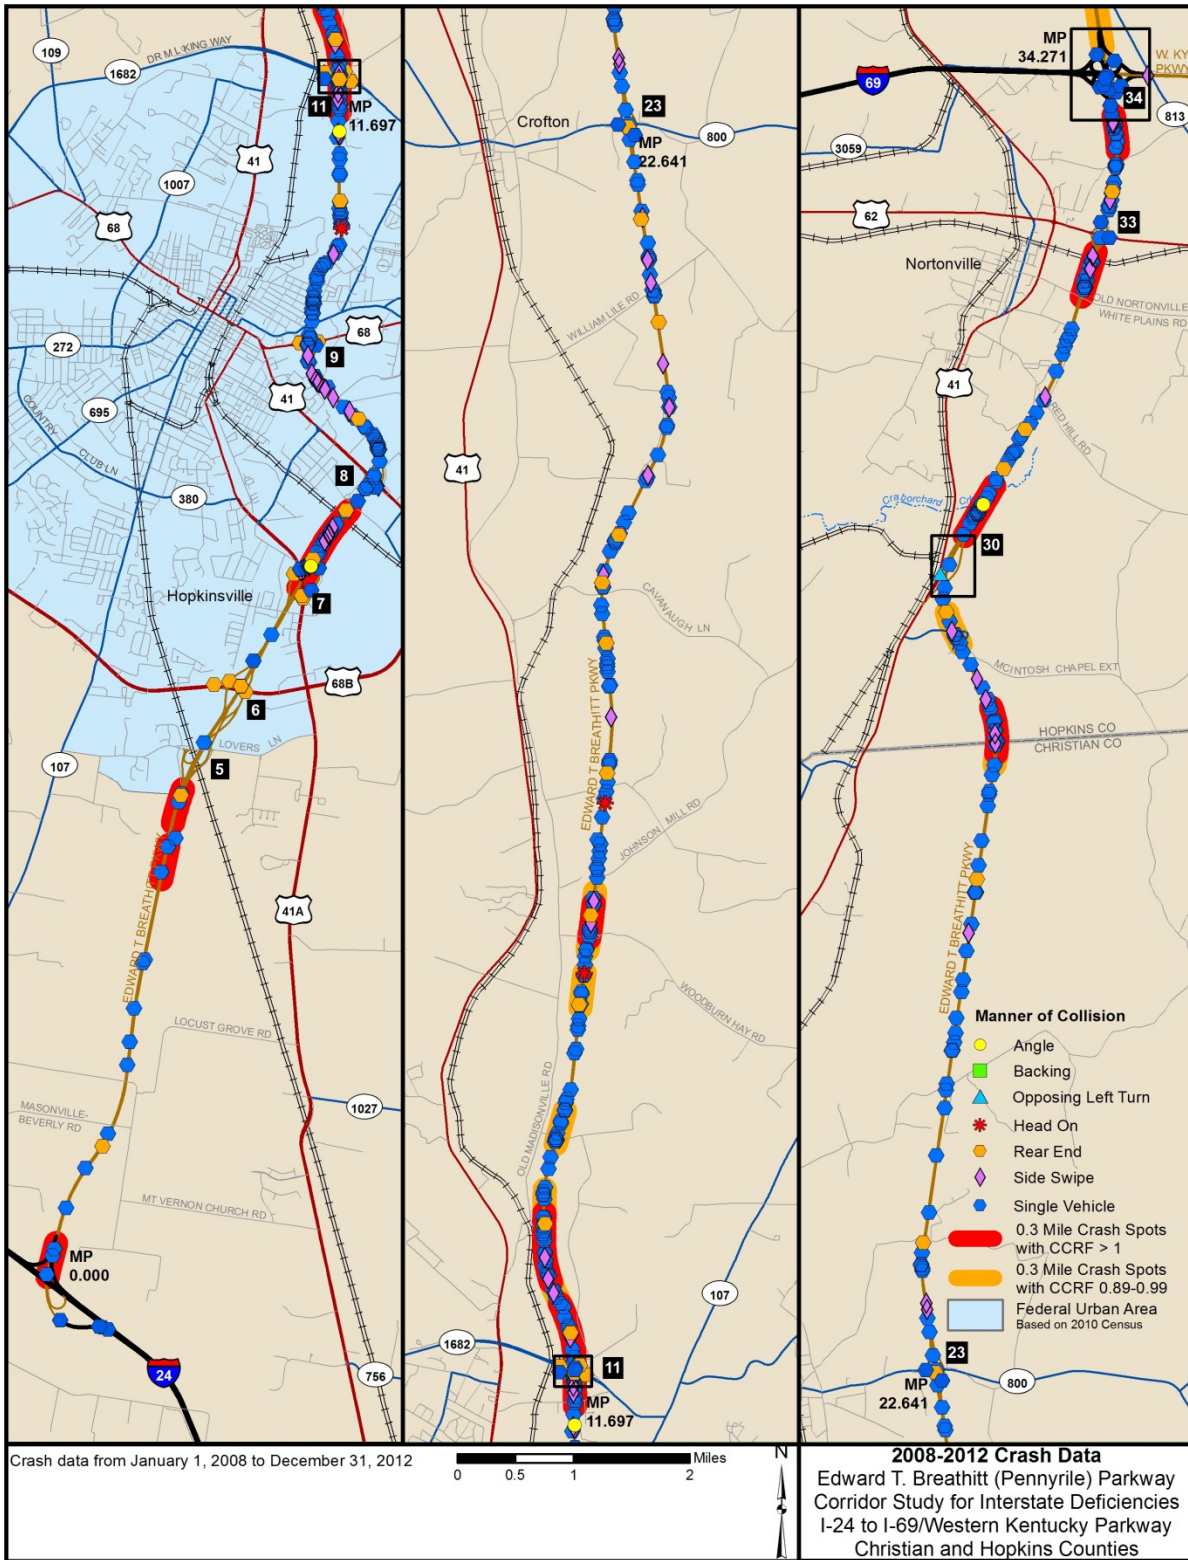 109
1682
DR M L KING WAY
11
MP
11.697
41
1007
68
68
9
272
41
695
COUNTRY
CLUB LN
8
380
Hopkinsville
7
68B
6
LOVERS LN
5
107
EDWARD T BREATHITT PKWY
41A
LOCUST GROVE RD
MASONVILLE-
BEVERLY RD
1027
MT VERNON CHURCH RD
MP
0.000
24
756
23
Crofton
800
MP
22.641
WILLIAM LILE RD
41
CAVANAUGH LN
EDWARD T BREATHITT PKWY
JOHNSON MILL RD
WOODBURN HAY RD
OLD MADISONVILLE RD
107
1682
11
MP
11.697
MP
34.271
W. KY
PKWY
69
34
813
3059
62
33
Nortonville
OLD NORTONVILLE
WHITE PLAINS RD
41
RED HILL RD
Crab
orchard
Crk
30
MCINTOSH CHAPEL EXT
HOPKINS CO
CHRISTIAN CO
EDWARD T BREATHITT PKWY
Manner of Collision
Angle
Backing
Opposing Left Turn
Head On
Rear End
Side Swipe
Single Vehicle
0.3 Mile Crash Spots
with CCRF > 1
0.3 Mile Crash Spots
with CCRF 0.89-0.99
Federal Urban Area
Based on 2010 Census
23
MP
22.641
800
Crash data from January 1, 2008 to December 31, 2012
Miles
0 0.5 1 2
N
2008-2012 Crash Data
Edward T. Breathitt (Pennyrile) Parkway
Corridor Study for Interstate Deficiencies
I-24 to I-69/Western Kentucky Parkway
Christian and Hopkins Counties